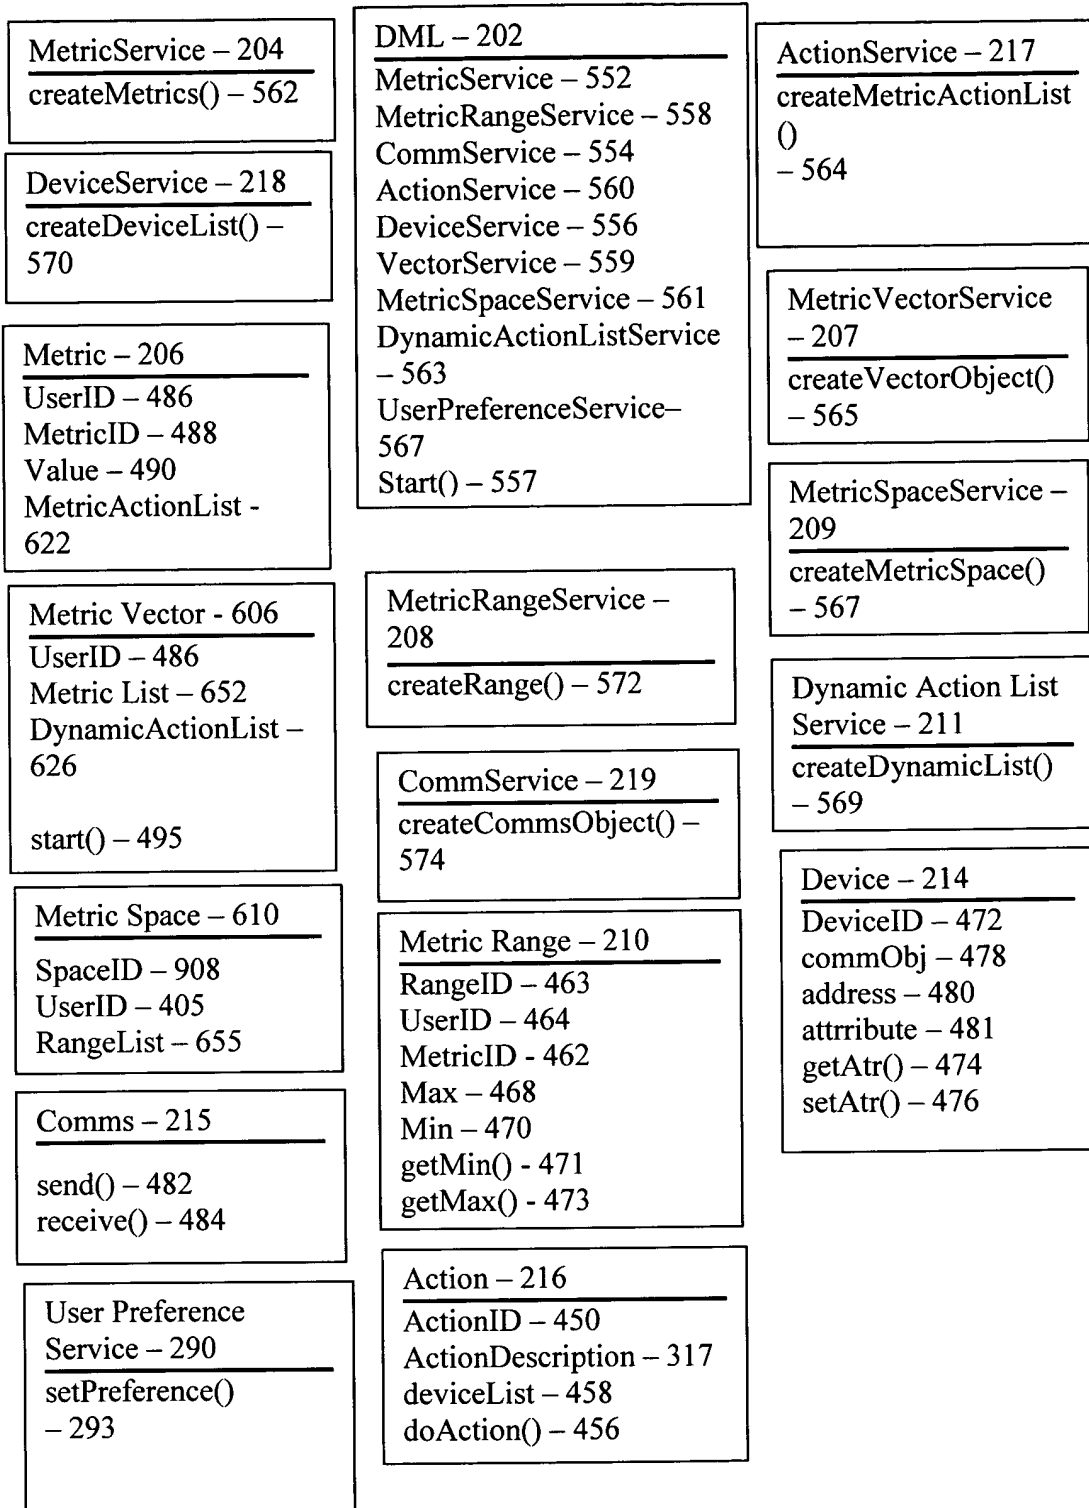 MetricService – 204
createMetrics() – 562
DeviceService – 218
createDeviceList() –
570
Metric – 206
UserID – 486
MetricID – 488
Value – 490
MetricActionList -
622
Metric Vector - 606
UserID – 486
Metric List – 652
DynamicActionList –
626
start() – 495
Metric Space – 610
SpaceID – 908
UserID – 405
RangeList – 655
Comms – 215
send() – 482
receive() – 484
User Preference
Service – 290
setPreference()
– 293
DML – 202
MetricService – 552
MetricRangeService – 558
CommService – 554
ActionService – 560
DeviceService – 556
VectorService – 559
MetricSpaceService – 561
DynamicActionListService
– 563
UserPreferenceService–
567
Start() – 557
MetricRangeService –
208
createRange() – 572
CommService – 219
createCommsObject() –
574
Metric Range – 210
RangeID – 463
UserID – 464
MetricID - 462
Max – 468
Min – 470
getMin() - 471
getMax() - 473
Action – 216
ActionID – 450
ActionDescription – 317
deviceList – 458
doAction() – 456
ActionService – 217
createMetricActionList
()
– 564
MetricVectorService
– 207
createVectorObject()
– 565
MetricSpaceService –
209
createMetricSpace()
– 567
Dynamic Action List
Service – 211
createDynamicList()
– 569
Device – 214
DeviceID – 472
commObj – 478
address – 480
attrribute – 481
getAtr() – 474
setAtr() – 476